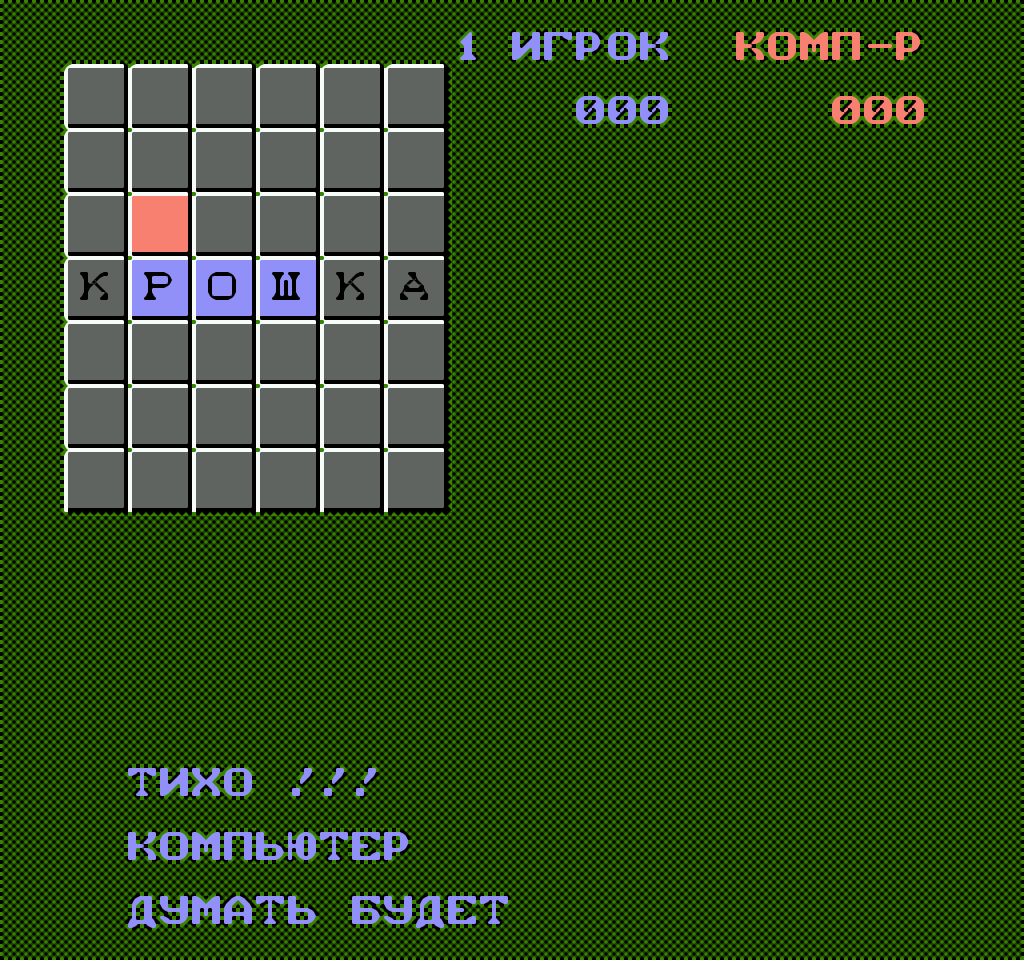 1 ИГРОК КОМП-Р
000 000
КРОШКА
ТИХО !!!
КОМПЬЮТЕР
ДУМАТЬ БУДЕТ